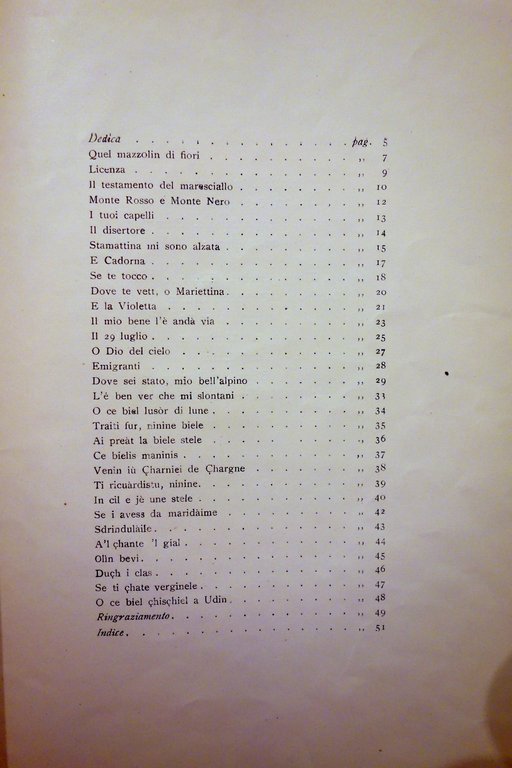 Dedica . . . . . . . . . . . . . pag. 5
Quel mazzolin di fiori . . . . . . . . . ,, 7
Licenza . . . . . . . . . . . . . ,, 9
Il testamento del maresciallo . . . . . . . ,, 10
Monte Rosso e Monte Nero . . . . . . . ,, 12
I tuoi capelli . . . . . . . . . . . ,, 13
Il disertore . . . . . . . . . . . . ,, 14
Stamattina mi sono alzata . . . . . . . . ,, 15
E Cadorna . . . . . . . . . . . . ,, 17
Se te tocco . . . . . . . . . . . . ,, 18
Dove te vett, o Mariettina . . . . . . . . ,, 20
E la Violetta . . . . . . . . . . . ,, 21
Il mio bene l'è andà via . . . . . . . . ,, 23
Il 29 luglio . . . . . . . . . . . . ,, 25
O Dio del cielo . . . . . . . . . . ,, 27
Emigranti . . . . . . . . . . . . ,, 28
Dove sei stato, mio bell'alpino . . . . . . . ,, 29
L'é ben ver che mi slontani . . . . . . . ,, 33
O ce bial lusòr di lune . . . . . . . . . ,, 34
Traiti fur, ninine biele . . . . . . . . . ,, 35
Ai preàt la biele stele . . . . . . . . . ,, 36
Ce bielis maninis . . . . . . . . . . ,, 37
Venin iù Çharniei de Çhargne . . . . . . ,, 38
Ti ricuàrdistu, ninine . . . . . . . . . ,, 39
In cil e jè une stele . . . . . . . . . . ,, 40
Se i avess da maridàime . . . . . . . . ,, 42
Sdrindulàile . . . . . . . . . . . . ,, 43
A'l çhante 'l gial . . . . . . . . . . ,, 44
Olin bevi . . . . . . . . . . . . ,, 45
Duçh i clas . . . . . . . . . . . . ,, 46
Se ti çhate verginele . . . . . . . . . ,, 47
O ce biel çhisçhiel a Udin . . . . . . . . ,, 48
Ringraziamento . . . . . . . . . . . ,, 49
Indice . . . . . . . . . . . . . ,, 51